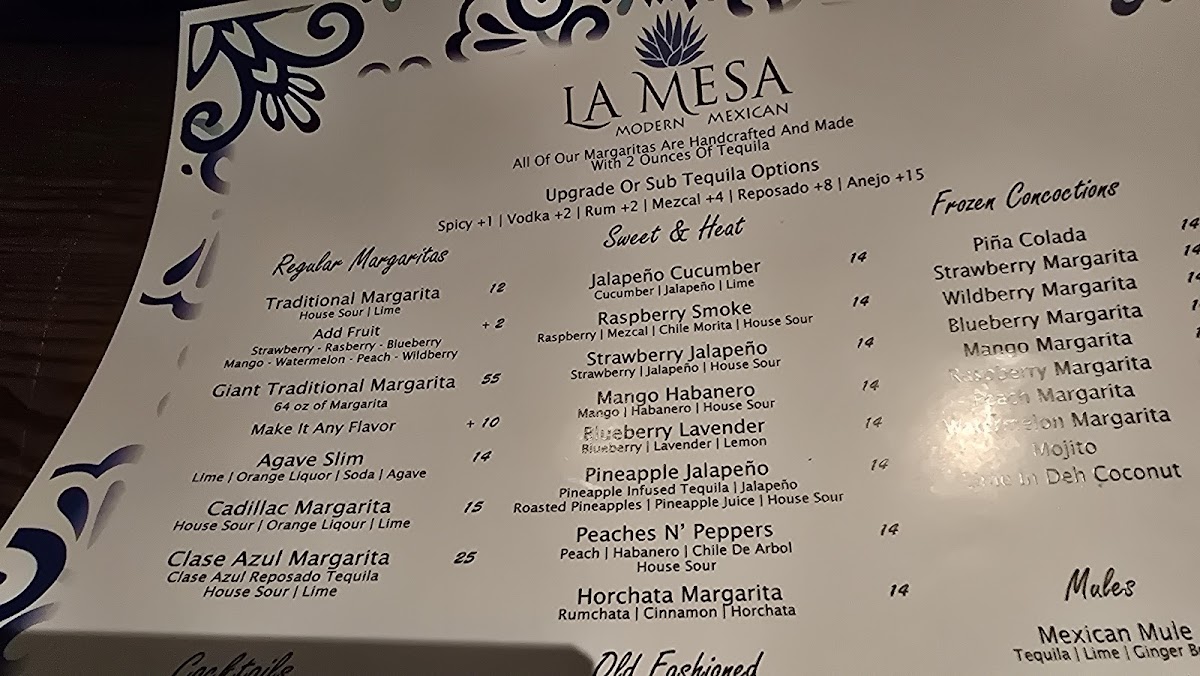 LA MESA
MODERN MEXICAN
All Of Our Margaritas Are Handcrafted And Made
With 2 Ounces Of Tequila
Upgrade Or Sub Tequila Options
Spicy +1 | Vodka +2 | Rum +2 | Mezcal +4 | Reposado +8 | Anejo +15
Regular Margaritas
Traditional Margarita 12
House Sour | Lime
Add Fruit + 2
Strawberry - Rasberry - Blueberry
Mango - Watermelon - Peach - Wildberry
Giant Traditional Margarita 55
64 oz of Margarita
Make It Any Flavor + 10
Agave Slim 14
Lime | Orange Liquor | Soda | Agave
Cadillac Margarita 15
House Sour | Orange Liqour | Lime
Clase Azul Margarita 25
Clase Azul Reposado Tequila
House Sour | Lime
Cocktails
Sweet & Heat
Jalapeño Cucumber 14
Cucumber | Jalapeño | Lime
Raspberry Smoke 14
Raspberry | Mezcal | Chile Morita | House Sour
Strawberry Jalapeño 14
Strawberry | Jalapeño | House Sour
Mango Habanero 14
Mango | Habanero | House Sour
Blueberry Lavender 14
Blueberry | Lavender | Lemon
Pineapple Jalapeño 14
Pineapple Infused Tequila | Jalapeño
Roasted Pineapples | Pineapple Juice | House Sour
Peaches N' Peppers 14
Peach | Habanero | Chile De Arbol
House Sour
Horchata Margarita 14
Rumchata | Cinnamon | Horchata
Old Fashioned
Frozen Concoctions
Piña Colada 14
Strawberry Margarita 14
Wildberry Margarita
Blueberry Margarita
Mango Margarita
Raspberry Margarita
Peach Margarita
Watermelon Margarita
Mojito
In Deh Coconut
Mules
Mexican Mule
Tequila | Lime | Ginger